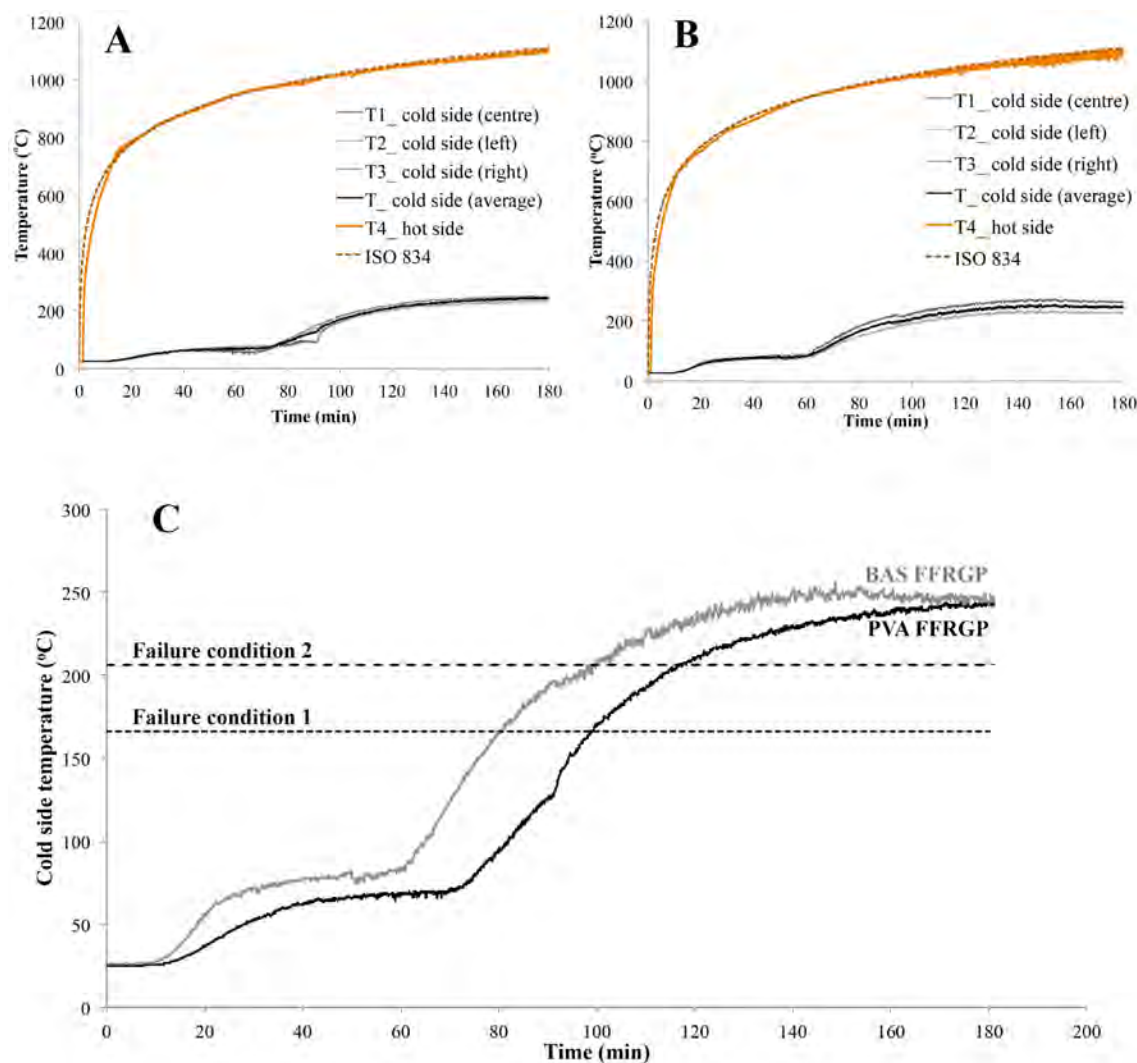 A
1200
1000
800
600
400
200
0
Temperature (°C)
T1_ cold side (centre)
T2_ cold side (left)
T3_ cold side (right)
T_ cold side (average)
T4_ hot side
ISO 834
0 20 40 60 80 100 120 140 160 180
Time (min)
B
1200
1000
800
600
400
200
0
Temperature (°C)
T1_ cold side (centre)
T2_ cold side (left)
T3_ cold side (right)
T_ cold side (average)
T4_ hot side
ISO 834
0 20 40 60 80 100 120 140 160 180
Time (min)
C
300
250
200
150
100
50
0
Cold side temperature (°C)
BAS FFRGP
PVA FFRGP
Failure condition 2
Failure condition 1
0 20 40 60 80 100 120 140 160 180 200
Time (min)